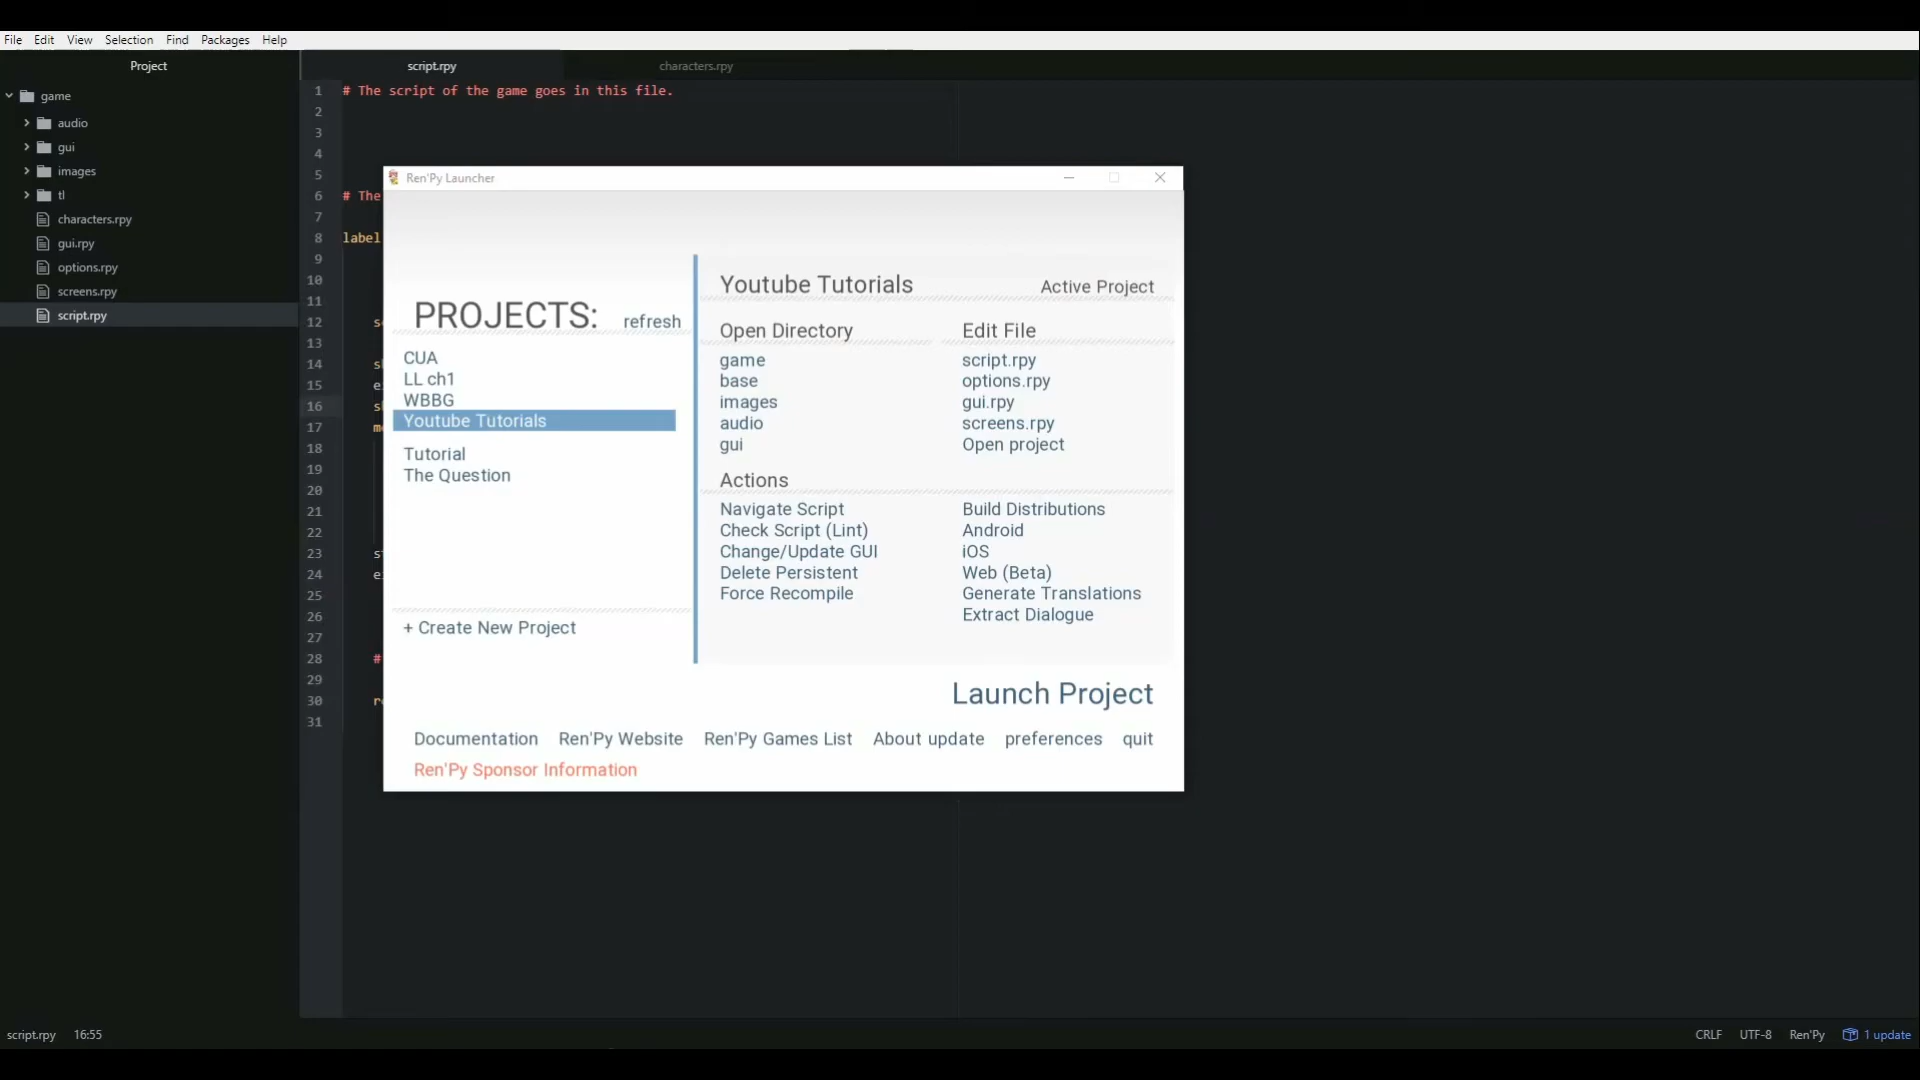 File Edit View Selection Find Packages Help
Project
script.rpy
characters.rpy
game
audio
gui
images
tl
characters.rpy
gui.rpy
options.rpy
screens.rpy
script.rpy
1 # The script of the game goes in this file.
2
3
4
5
6 # The
7
8 label
9
10
11
12
13
14
15
16
17
18
19
20
21
22
23
24
25
26
27
28 #
29
30
31
Ren'Py Launcher
PROJECTS: refresh
CUA
LL ch1
WBBG
Youtube Tutorials
Tutorial
The Question
+ Create New Project
Youtube Tutorials Active Project
Open Directory
game
base
images
audio
gui
Edit File
script.rpy
options.rpy
gui.rpy
screens.rpy
Open project
Actions
Navigate Script
Check Script (Lint)
Change/Update GUI
Delete Persistent
Force Recompile
Build Distributions
Android
iOS
Web (Beta)
Generate Translations
Extract Dialogue
Launch Project
Documentation Ren'Py Website Ren'Py Games List About update preferences quit
Ren'Py Sponsor Information
script.rpy 16:55
CRLF UTF-8 Ren'Py 1 update